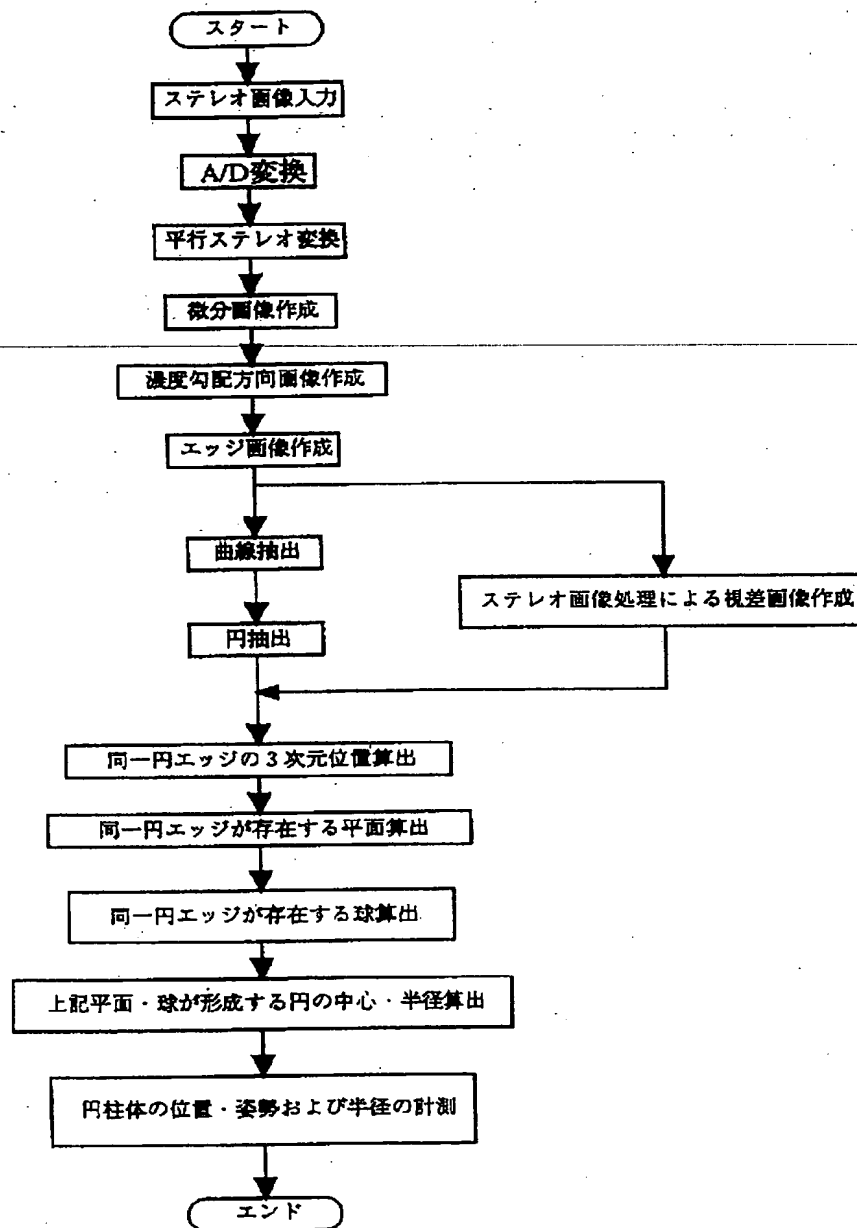 スタート
ステレオ画像入力
A/D変換
平行ステレオ変換
微分画像作成
濃度勾配方向画像作成
エッジ画像作成
曲線抽出
ステレオ画像処理による視差画像作成
円抽出
同一円エッジの3次元位置算出
同一円エッジが存在する平面算出
同一円エッジが存在する球算出
上記平面・球が形成する円の中心・半径算出
円柱体の位置・姿勢および半径の計測
エンド